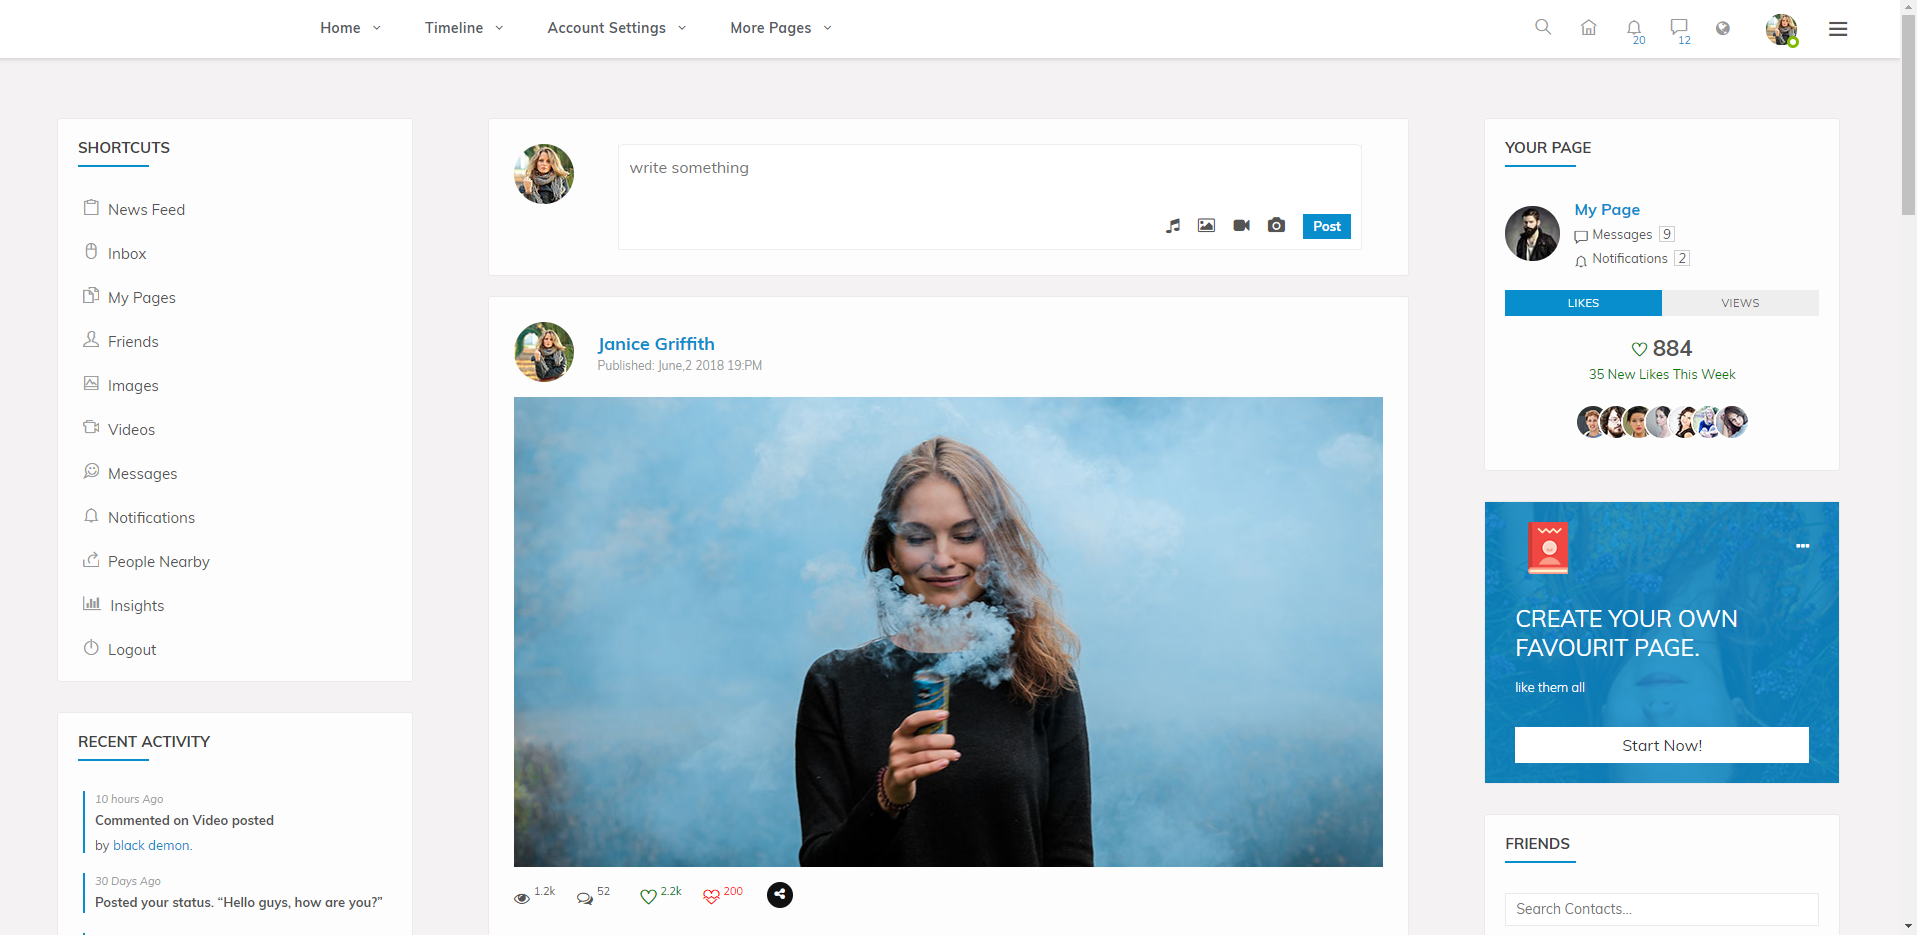 Home
Timeline
Account Settings
More Pages
20
12
SHORTCUTS
News Feed
Inbox
My Pages
Friends
Images
Videos
Messages
Notifications
People Nearby
Insights
Logout
RECENT ACTIVITY
10 hours Ago
Commented on Video posted
by black demon.
30 Days Ago
Posted your status. “Hello guys, how are you?”
write something
Post
Janice Griffith
Published: June,2 2018 19:PM
1.2k
52
2.2k
200
YOUR PAGE
My Page
Messages 9
Notifications 2
LIKES
VIEWS
884
35 New Likes This Week
CREATE YOUR OWN
FAVOURIT PAGE.
like them all
Start Now!
FRIENDS
Search Contacts...